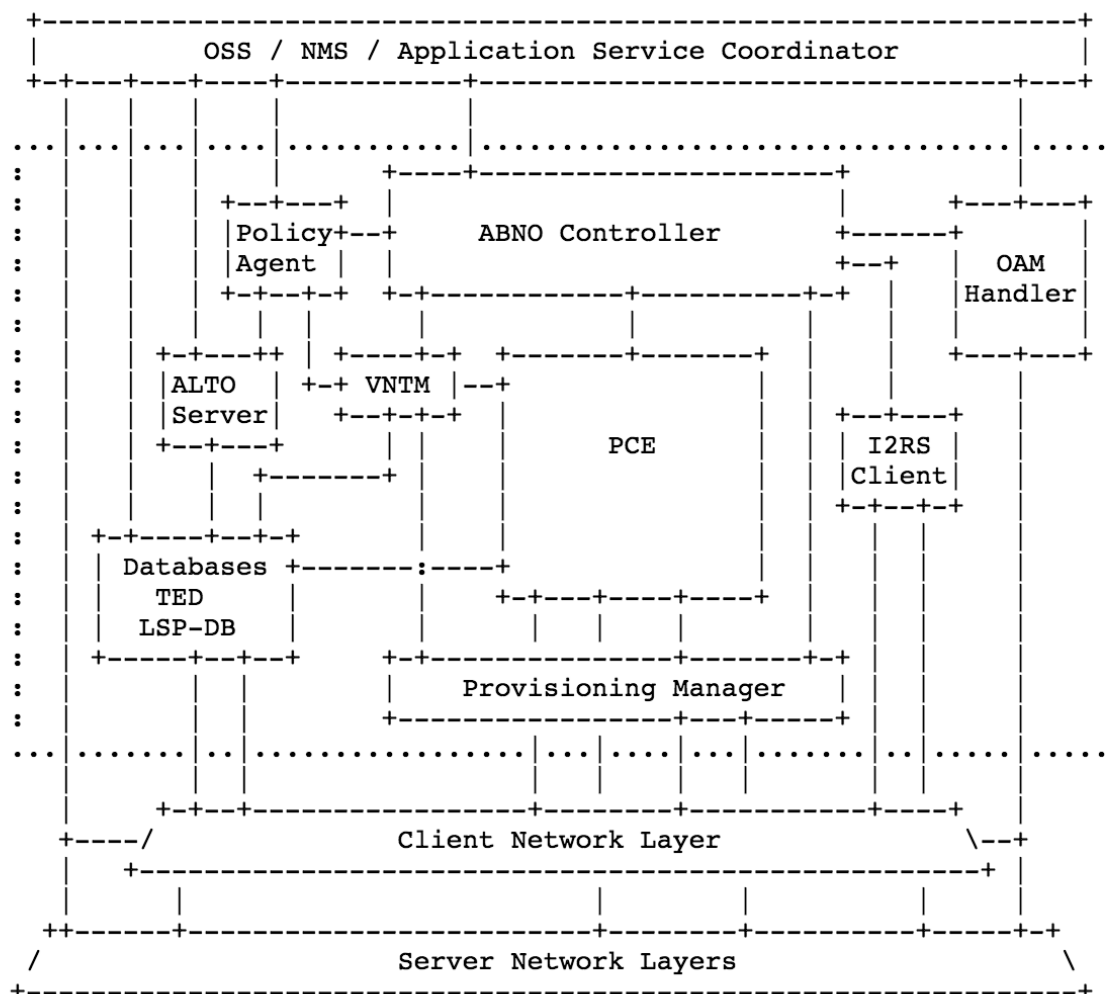 OSS / NMS / Application Service Coordinator
Policy
Agent
ABNO Controller
OAM
Handler
ALTO
Server
VNTM
PCE
I2RS
Client
Databases
TED
LSP-DB
Provisioning Manager
Client Network Layer
Server Network Layers